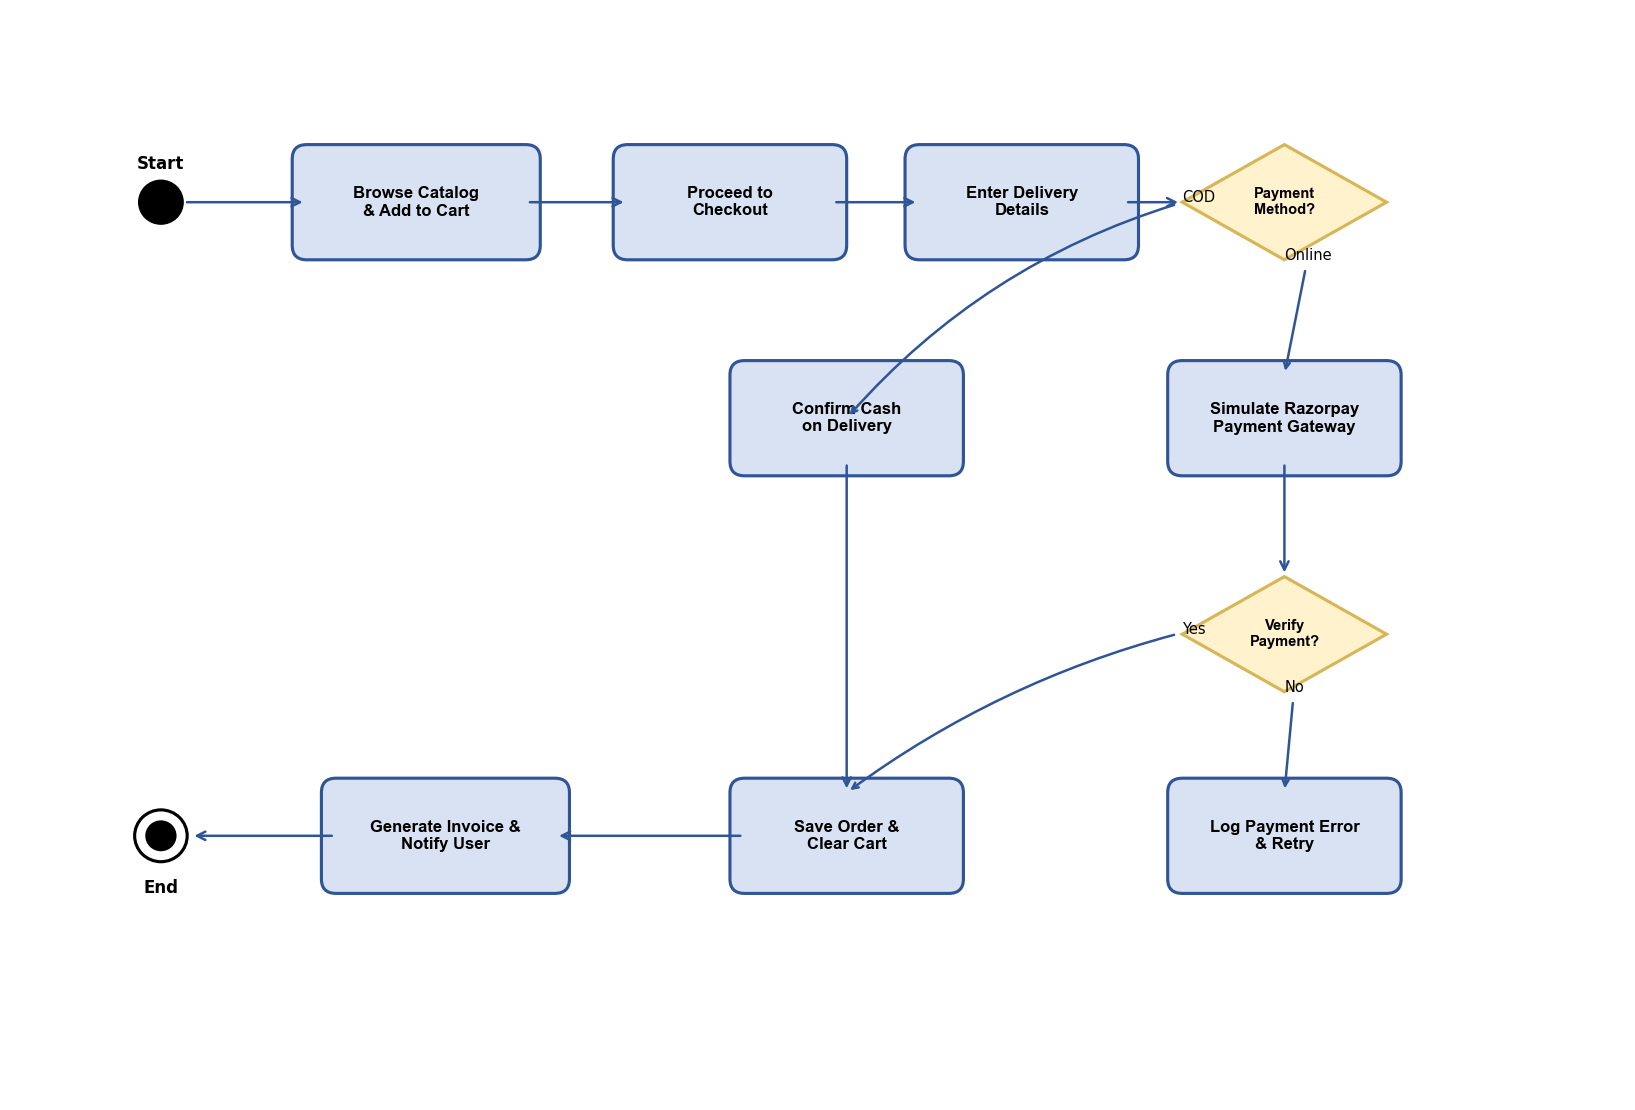 Start
Browse Catalog
& Add to Cart
Proceed to
Checkout
Enter Delivery
Details
COD
Payment
Method?
Online
Confirm Cash
on Delivery
Simulate Razorpay
Payment Gateway
Yes
Verify
Payment?
No
Generate Invoice &
Notify User
Save Order &
Clear Cart
Log Payment Error
& Retry
End